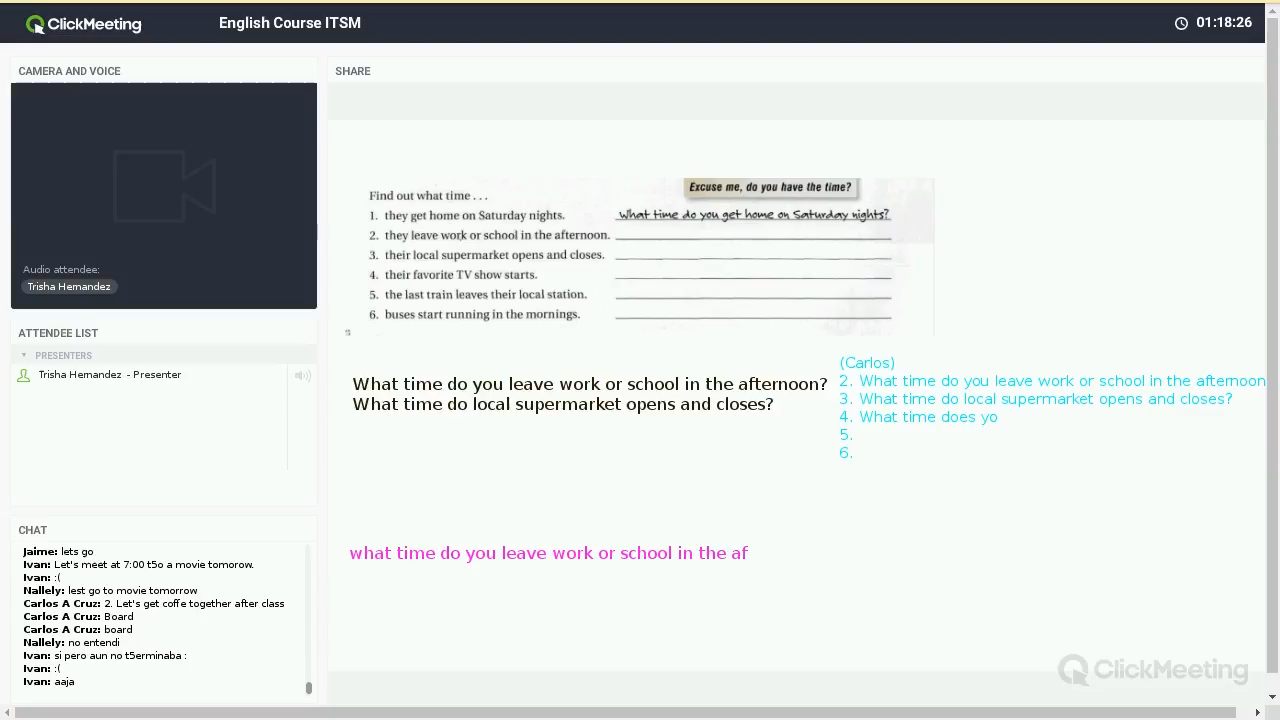 ClickMeeting
English Course ITSM
01:18:26
CAMERA AND VOICE
Audio attendee:
Trisha Hernandez
ATTENDEE LIST
PRESENTERS
Trisha Hernandez - Presenter
CHAT
Jaime: lets go
Ivan: Let's meet at 7:00 t5o a movie tomorow.
Ivan: :(
Nallely: lest go to movie tomorrow
Carlos A Cruz: 2. Let's get coffe together after class
Carlos A Cruz: Board
Carlos A Cruz: board
Nallely: no entendi
Ivan: si pero aun no t5erminaba :
Ivan: :(
Ivan: aaja
SHARE
Excuse me, do you have the time?
Find out what time . . .
1. they get home on Saturday nights. What time do you get home on Saturday nights?
2. they leave work or school in the afternoon.
3. their local supermarket opens and closes.
4. their favorite TV show starts.
5. the last train leaves their local station.
6. buses start running in the mornings.
s
What time do you leave work or school in the afternoon?
What time do local supermarket opens and closes?
(Carlos)
2. What time do you leave work or school in the afternoon
3. What time do local supermarket opens and closes?
4. What time does yo
5.
6.
what time do you leave work or school in the af
ClickMeeting